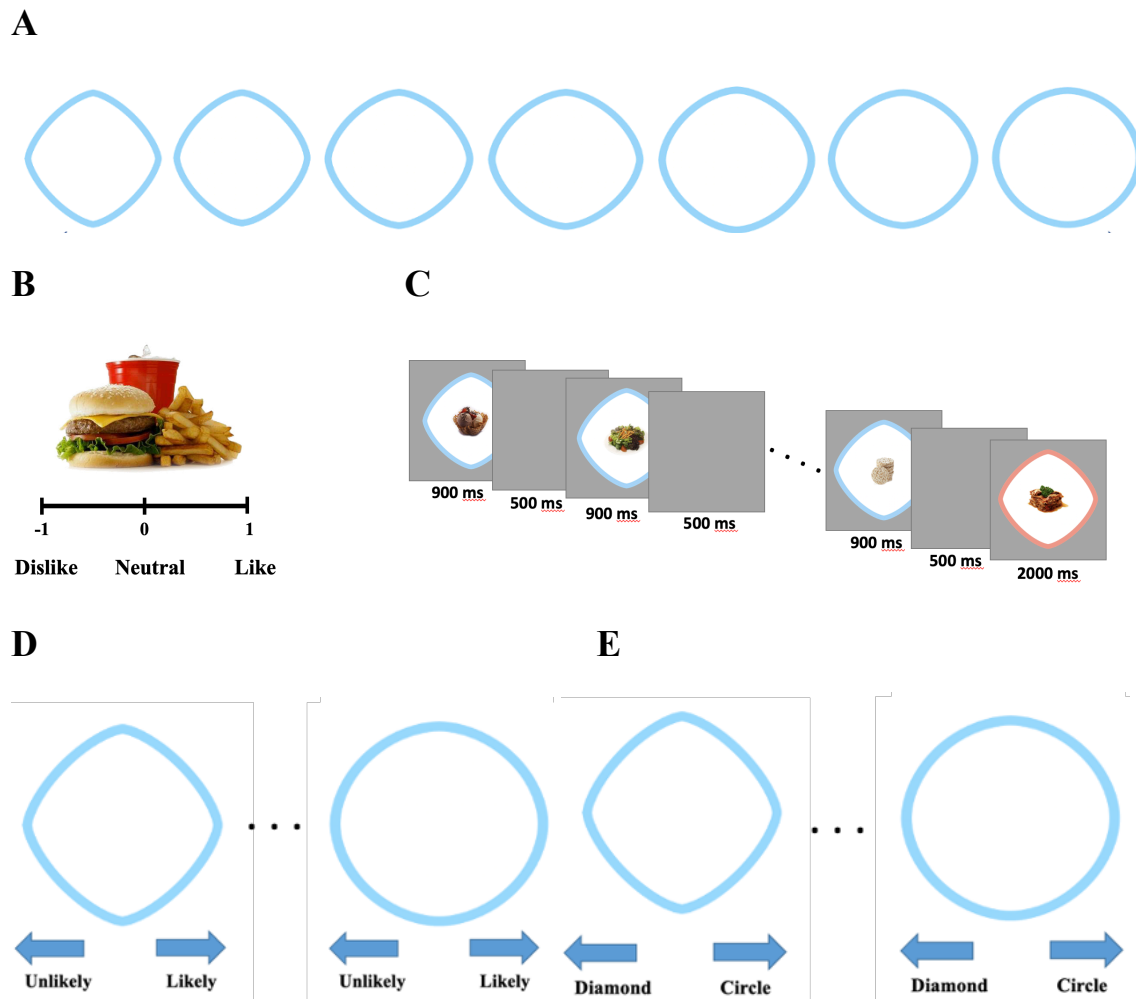 A
B
C
-1 0 1
Dislike Neutral Like
900 ms
500 ms
900 ms
500 ms
900 ms
500 ms
2000 ms
D
E
Unlikely Likely
Unlikely Likely
Diamond Circle
Diamond Circle